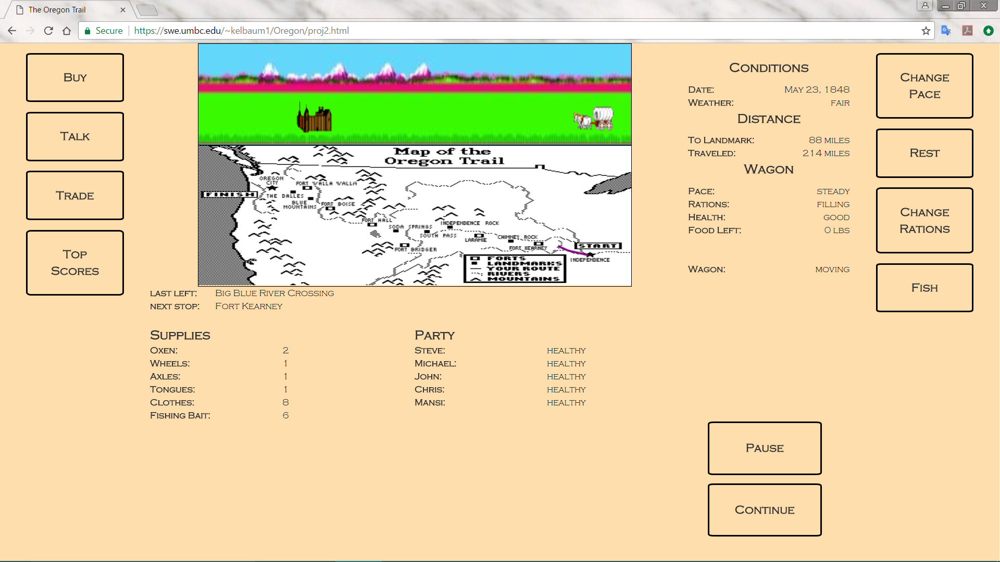 The Oregon Trail
Secure https://swe.umbc.edu/~kelbaum1/Oregon/proj2.html
Buy
Talk
Trade
Top
Scores
Map of the
Oregon Trail
OREGON
CITY
FORT WALLA WALLA
FINISH
THE DALLES
BLUE
MOUNTAINS
FORT BOISE
FORT HALL
SODA SPRINGS
INDEPENDENCE ROCK
SOUTH PASS
LARAMIE
CHIMNEY ROCK
FORT BRIDGER
FORT KEARNEY
START
INDEPENDENCE
FORTS
LANDMARKS
YOUR ROUTE
RIVERS
MOUNTAINS
last left: Big Blue River Crossing
next stop: Fort Kearney
Supplies
Oxen: 2
Wheels: 1
Axles: 1
Tongues: 1
Clothes: 8
Fishing Bait: 6
Party
Steve: healthy
Michael: healthy
John: healthy
Chris: healthy
Mansi: healthy
Conditions
Date: May 23, 1848
Weather: fair
Distance
To Landmark: 88 miles
Traveled: 214 miles
Wagon
Pace: steady
Rations: filling
Health: good
Food Left: 0 lbs
Wagon: moving
Change
Pace
Rest
Change
Rations
Fish
Pause
Continue